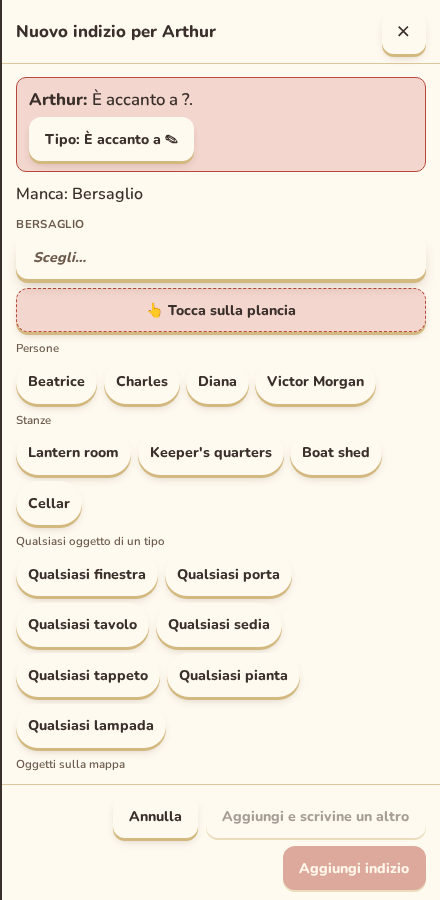 Nuovo indizio per Arthur
Arthur: È accanto a ?.
Tipo: È accanto a ✎
Manca: Bersaglio
BERSAGLIO
Scegli...
👆 Tocca sulla plancia
Persone
Beatrice Charles Diana Victor Morgan
Stanze
Lantern room Keeper's quarters Boat shed
Cellar
Qualsiasi oggetto di un tipo
Qualsiasi finestra Qualsiasi porta
Qualsiasi tavolo Qualsiasi sedia
Qualsiasi tappeto Qualsiasi pianta
Qualsiasi lampada
Oggetti sulla mappa
Annulla Aggiungi e scrivine un altro
Aggiungi indizio